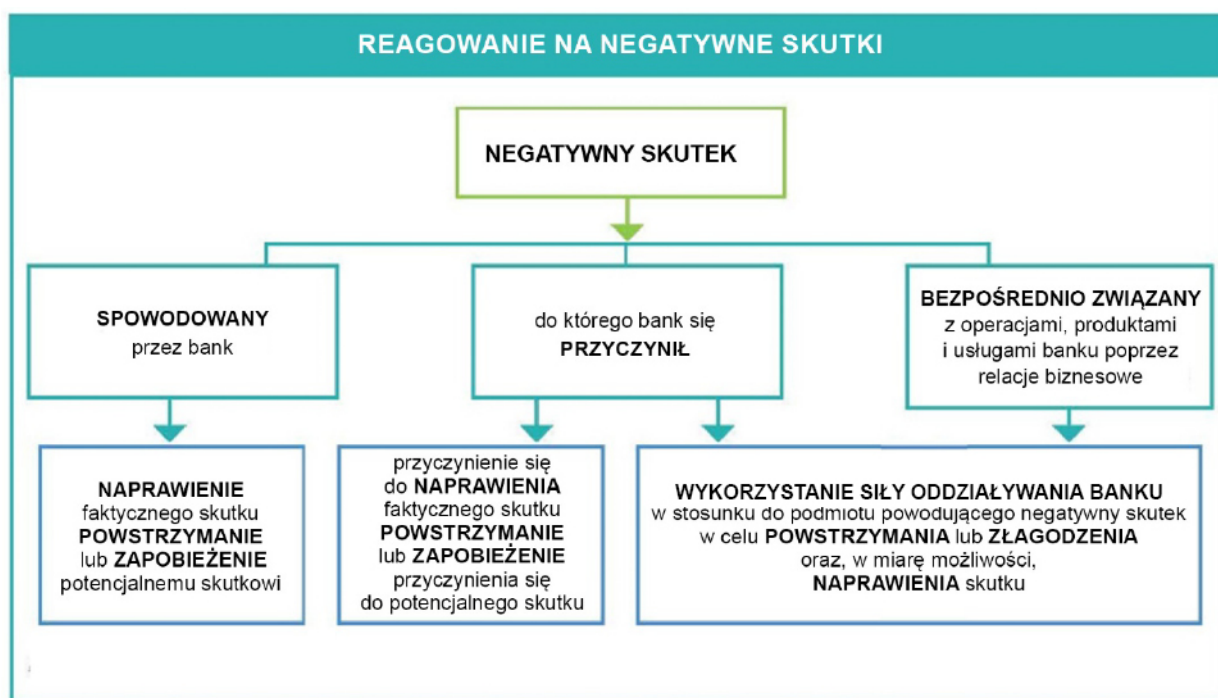 REAGOWANIE NA NEGATYWNE SKUTKI
NEGATYWNY SKUTEK
SPOWODOWANY
przez bank
do którego bank się
PRZYCZYNIŁ
BEZPOŚREDNIO ZWIĄZANY
z operacjami, produktami
i usługami banku poprzez
relacje biznesowe
NAPRAWIENIE
faktycznego skutku
POWSTRZYMANIE
lub ZAPOBIEŻENIE
potencjalnemu skutkowi
przyczynienie się
do NAPRAWIENIA
faktycznego skutku
POWSTRZYMANIE
lub ZAPOBIEŻENIE
przyczynienia się
do potencjalnego skutku
WYKORZYSTANIE SIŁY ODDZIAŁYWANIA BANKU
w stosunku do podmiotu powodującego negatywny skutek
w celu POWSTRZYMANIA lub ZŁAGODZENIA
oraz, w miarę możliwości,
NAPRAWIENIA skutku